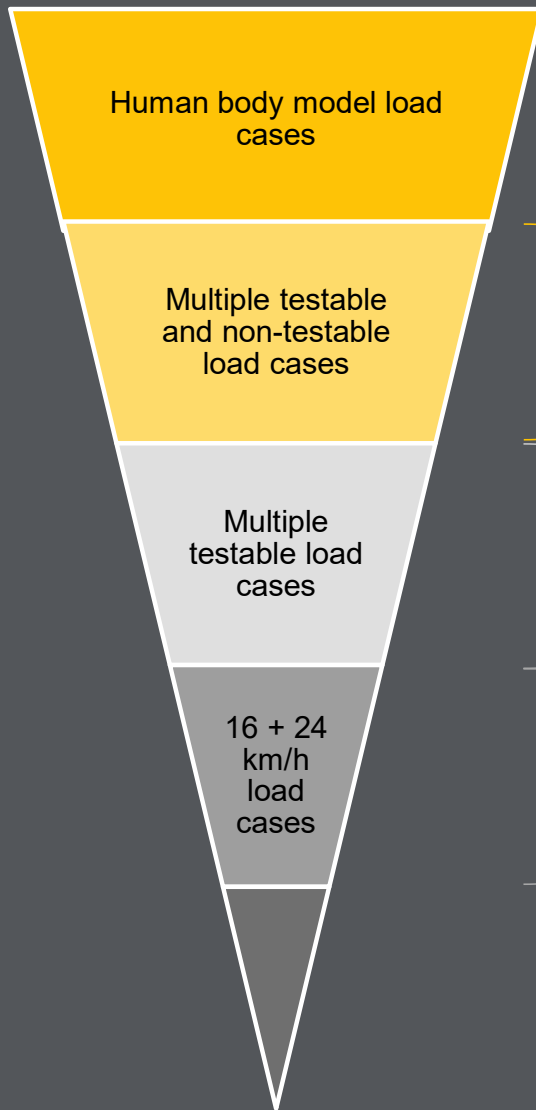 Human body model load
cases
Multiple testable
and non-testable
load cases
Multiple
testable load
cases
16 + 24
km/h
load
cases